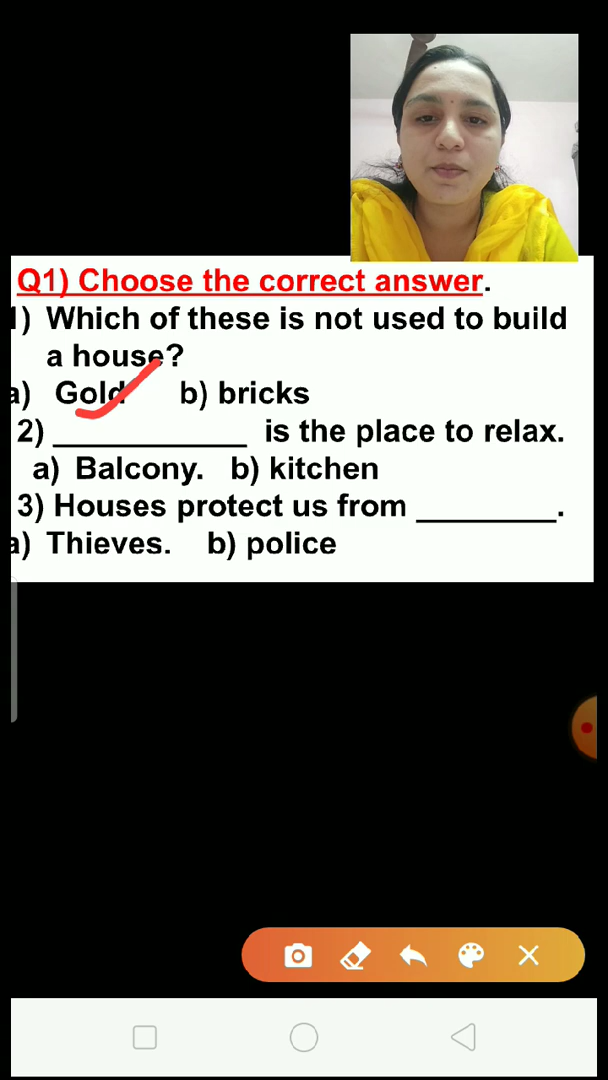 Q1) Choose the correct answer.
1) Which of these is not used to build
a house?
a) Gold b) bricks
2) ___________ is the place to relax.
a) Balcony. b) kitchen
3) Houses protect us from ________.
a) Thieves. b) police